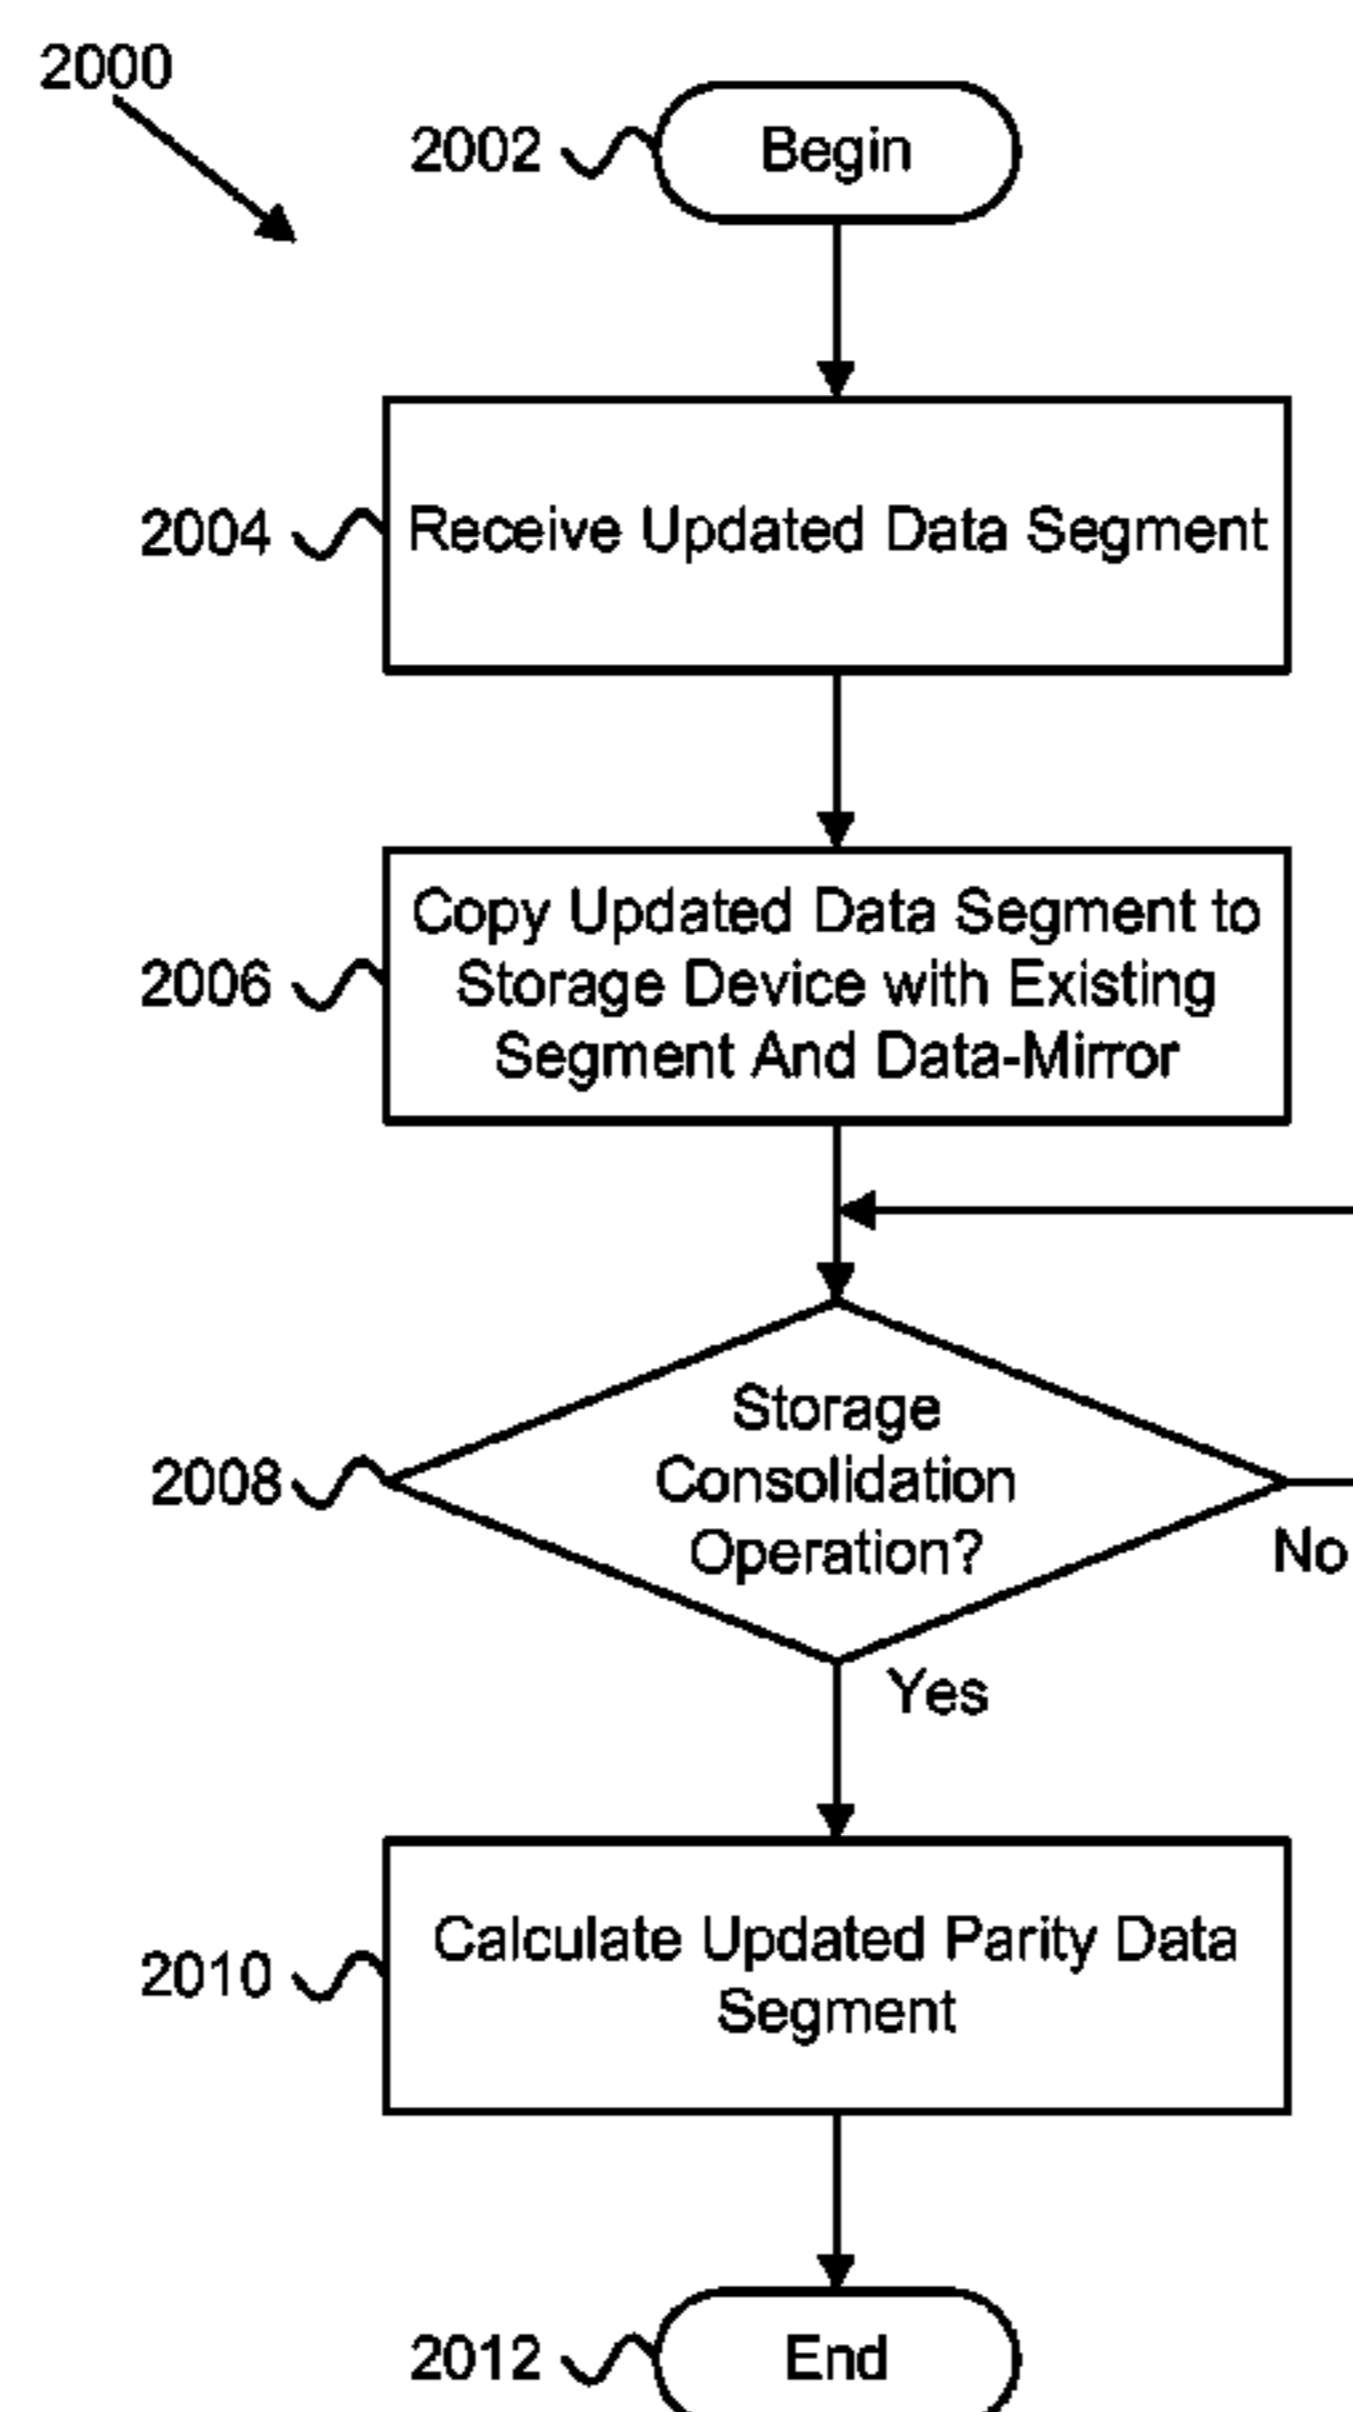 2000
2002
Begin
2004
Receive Updated Data Segment
2006
Copy Updated Data Segment to
Storage Device with Existing
Segment And Data-Mirror
2008
Storage
Consolidation
Operation?
No
Yes
2010
Calculate Updated Parity Data
Segment
2012
End